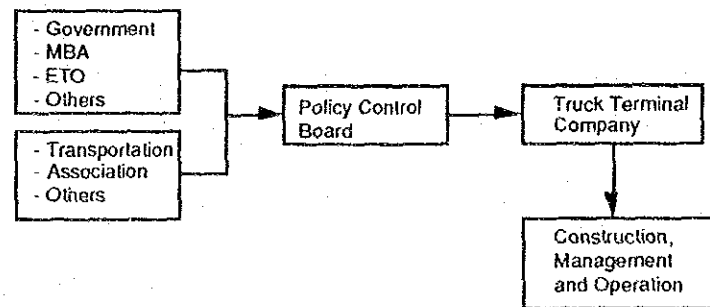 - Government
- MBA
- ETO
- Others
- Transportation
- Association
- Others
Policy Control
Board
Truck Terminal
Company
Construction,
Management
and Operation